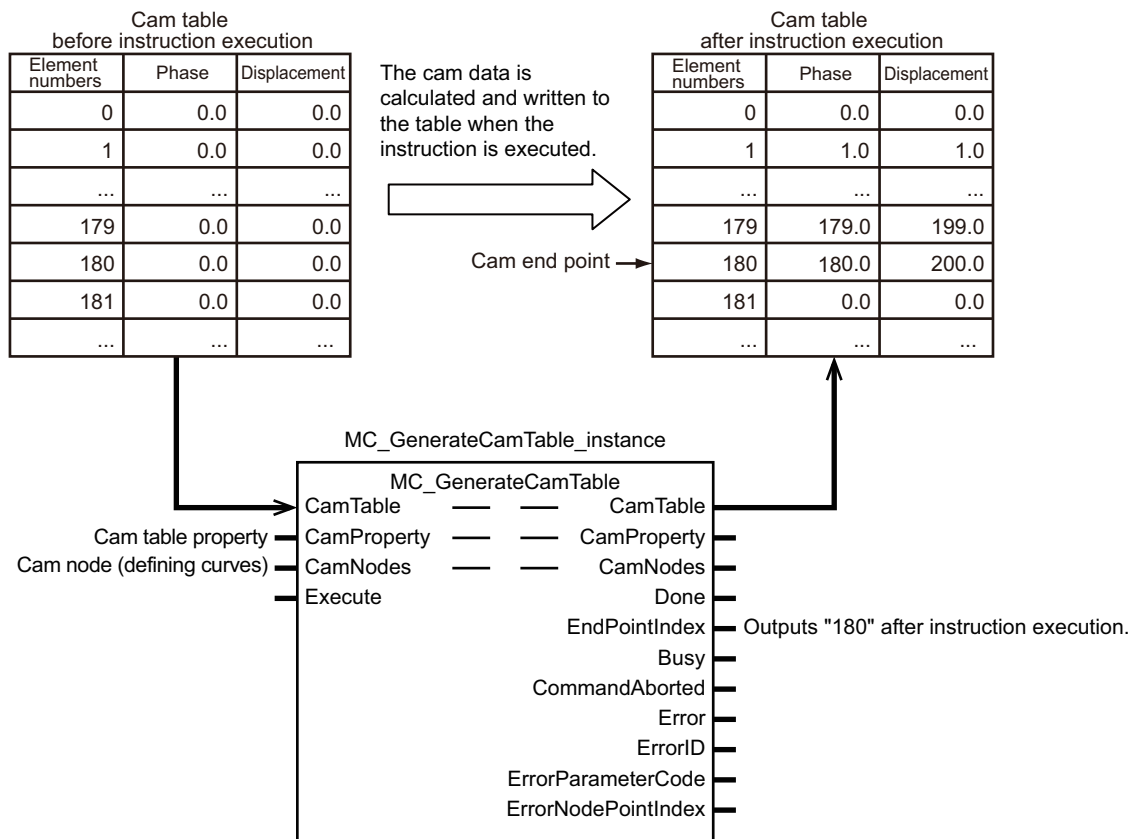 Cam table
before instruction execution
Element numbers Phase Displacement
0 0.0 0.0
1 0.0 0.0
... ... ...
179 0.0 0.0
180 0.0 0.0
181 0.0 0.0
... ... ...
The cam data is
calculated and written to
the table when the
instruction is executed.
Cam end point
Cam table
after instruction execution
Element numbers Phase Displacement
0 0.0 0.0
1 1.0 1.0
... ... ...
179 179.0 199.0
180 180.0 200.0
181 0.0 0.0
... ... ...
MC_GenerateCamTable_instance
MC_GenerateCamTable
CamTable — — CamTable
Cam table property CamProperty — — CamProperty
Cam node (defining curves) CamNodes — — CamNodes
Execute Done
EndPointIndex Outputs "180" after instruction execution.
Busy
CommandAborted
Error
ErrorID
ErrorParameterCode
ErrorNodePointIndex